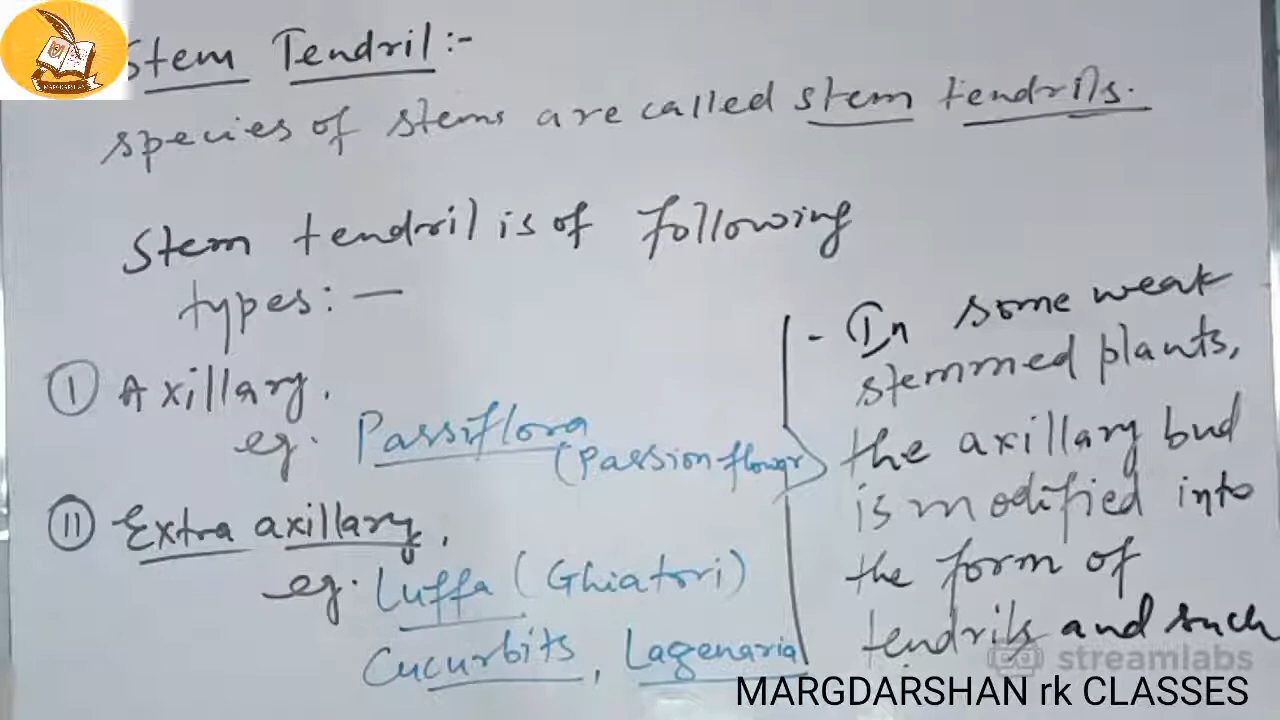 MARGDARSHAN
Stem Tendril :-
species of stems are called stem tendrils.
Stem tendril is of following
types: —
I Axillary.
eg. Passiflora
(Passion flower)
II Extra axillary.
eg. Luffa (Ghiatori)
Cucurbits, Lagenaria
- In some weak
stemmed plants,
the axillary bud
is modified into
the form of
tendrils and such
streamlabs
MARGDARSHAN rk CLASSES